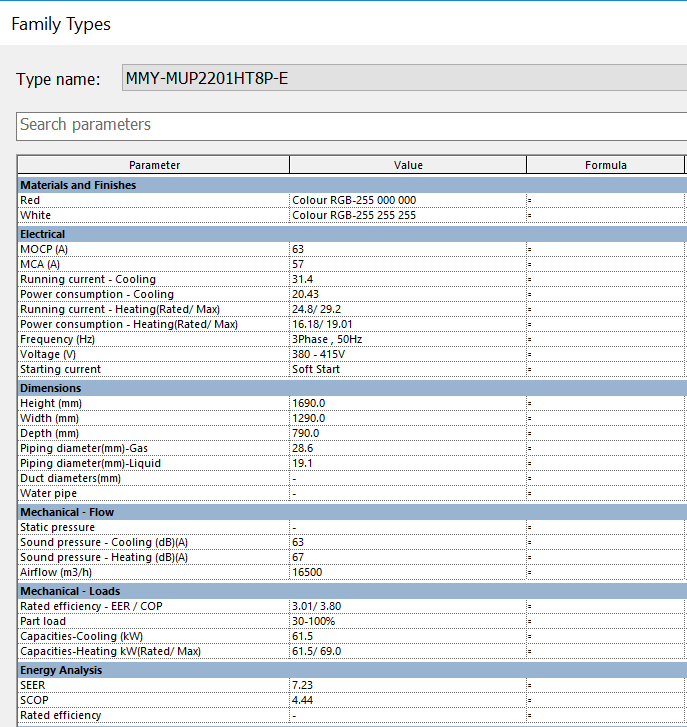 Family Types
Type name: MMY-MUP2201HT8P-E
Search parameters
Parameter Value Formula
Materials and Finishes
Red Colour RGB-255 000 000 =
White Colour RGB-255 255 255 =
Electrical
MOCP (A) 63 =
MCA (A) 57 =
Running current - Cooling 31.4 =
Power consumption - Cooling 20.43 =
Running current - Heating(Rated/ Max) 24.8/ 29.2 =
Power consumption - Heating(Rated/ Max) 16.18/ 19.01 =
Frequency (Hz) 3Phase , 50Hz =
Voltage (V) 380 - 415V =
Starting current Soft Start =
Dimensions
Height (mm) 1690.0 =
Width (mm) 1290.0 =
Depth (mm) 790.0 =
Piping diameter(mm)-Gas 28.6 =
Piping diameter(mm)-Liquid 19.1 =
Duct diameters(mm) - =
Water pipe - =
Mechanical - Flow
Static pressure - =
Sound pressure - Cooling (dB)(A) 63 =
Sound pressure - Heating (dB)(A) 67 =
Airflow (m3/h) 16500 =
Mechanical - Loads
Rated efficiency - EER / COP 3.01/ 3.80 =
Part load 30-100% =
Capacities-Cooling (kW) 61.5 =
Capacities-Heating kW(Rated/ Max) 61.5/ 69.0 =
Energy Analysis
SEER 7.23 =
SCOP 4.44 =
Rated efficiency - =